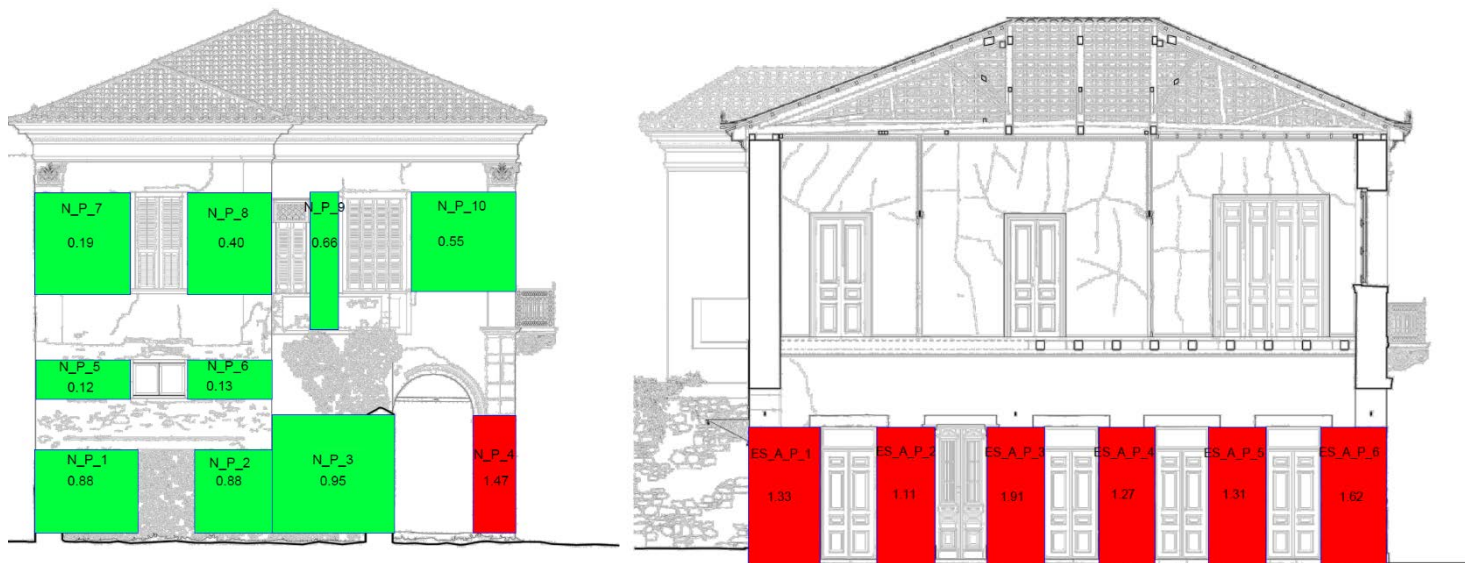 N_P_7
0.19
N_P_8
0.40
N_P_9
0.66
N_P_10
0.55
N_P_5
0.12
N_P_6
0.13
N_P_1
0.88
N_P_2
0.88
N_P_3
0.95
N_P_4
1.47
ES_A_P_1
1.33
ES_A_P_2
1.11
ES_A_P_3
1.91
ES_A_P_4
1.27
ES_A_P_5
1.31
ES_A_P_6
1.62